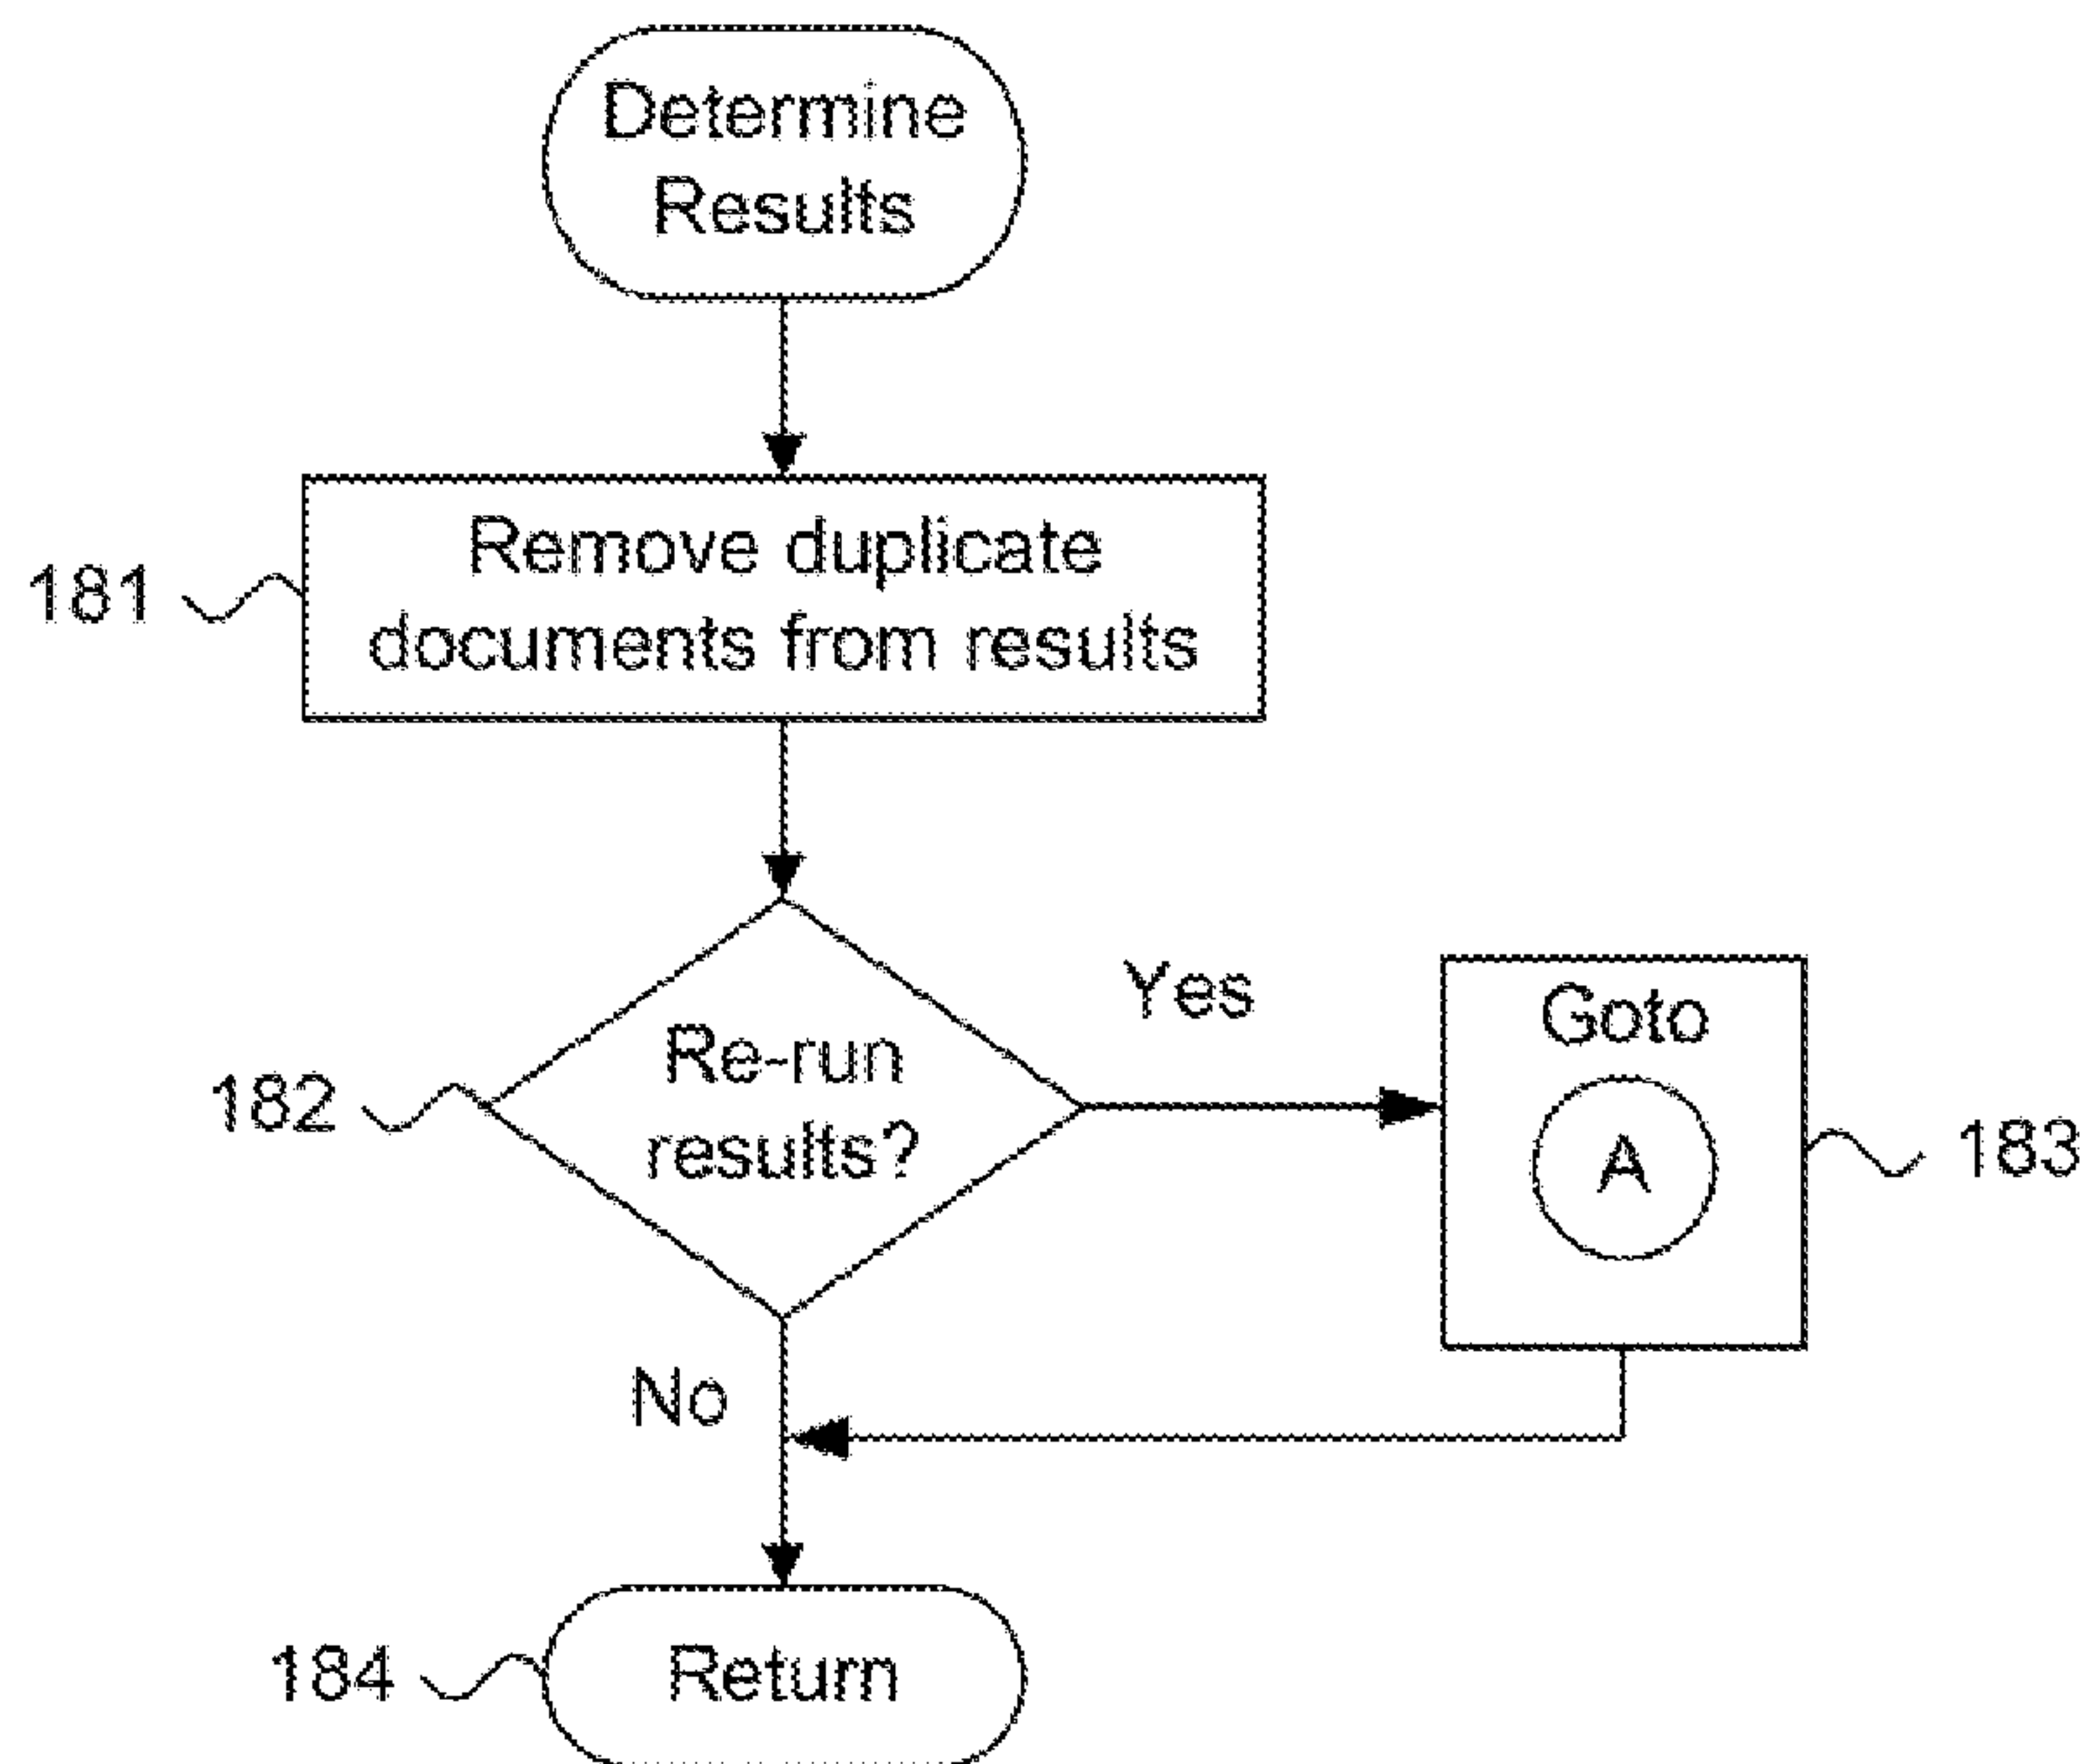 Determine
Results
Remove duplicate
documents from results
181
Yes
Goto
Re-run
results?
A
182
183
No
Return
184